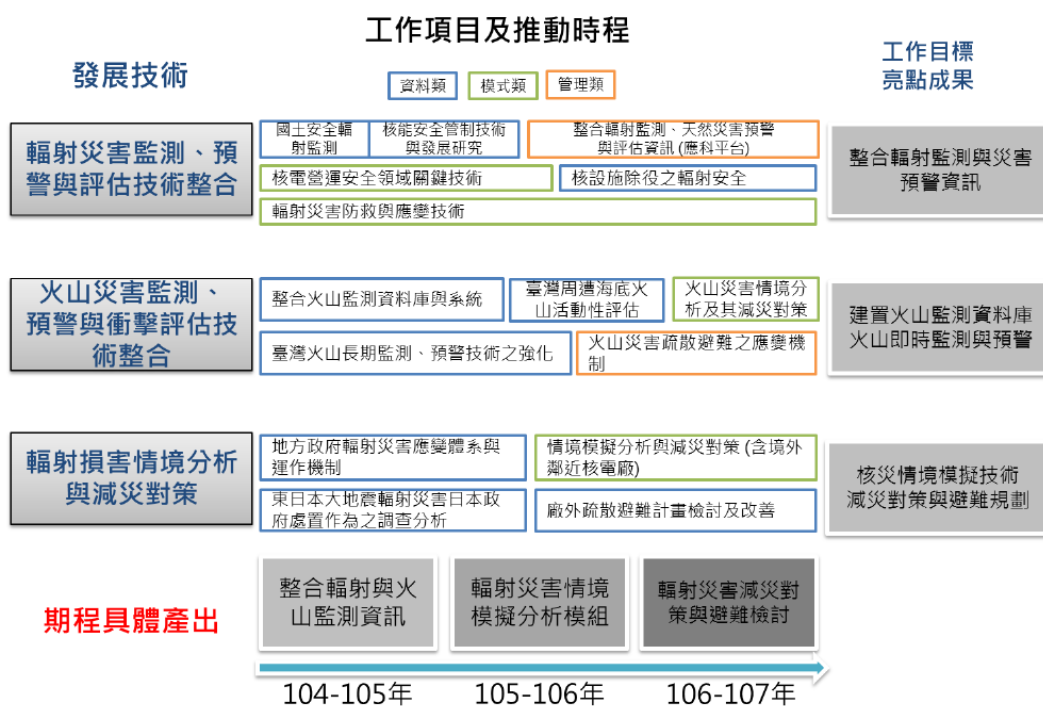 工作項目及推動時程
發展技術
工作目標
亮點成果
資料類
模式類
管理類
輻射災害監測、預
警與評估技術整合
國土安全輻
射監測
核能安全管制技術
與發展研究
整合輻射監測、天然災害預警
與評估資訊 (應科平台)
核電營運安全領域關鍵技術
核設施除役之輻射安全
輻射災害防救與應變技術
整合輻射監測與災害
預警資訊
火山災害監測、
預警與衝擊評估技
術整合
整合火山監測資料庫與系統
臺灣周遭海底火
山活動性評估
火山災害情境分
析及其減災對策
臺灣火山長期監測、預警技術之強化
火山災害疏散避難之應變機
制
建置火山監測資料庫
火山即時監測與預警
輻射損害情境分析
與減災對策
地方政府輻射災害應變體系與
運作機制
情境模擬分析與減災對策 (含境外
鄰近核電廠)
東日本大地震輻射災害日本政
府處置作為之調查分析
廠外疏散避難計畫檢討及改善
核災情境模擬技術
減災對策與避難規劃
期程具體產出
整合輻射與火
山監測資訊
輻射災害情境
模擬分析模組
輻射災害減災對
策與避難檢討
104-105年
105-106年
106-107年